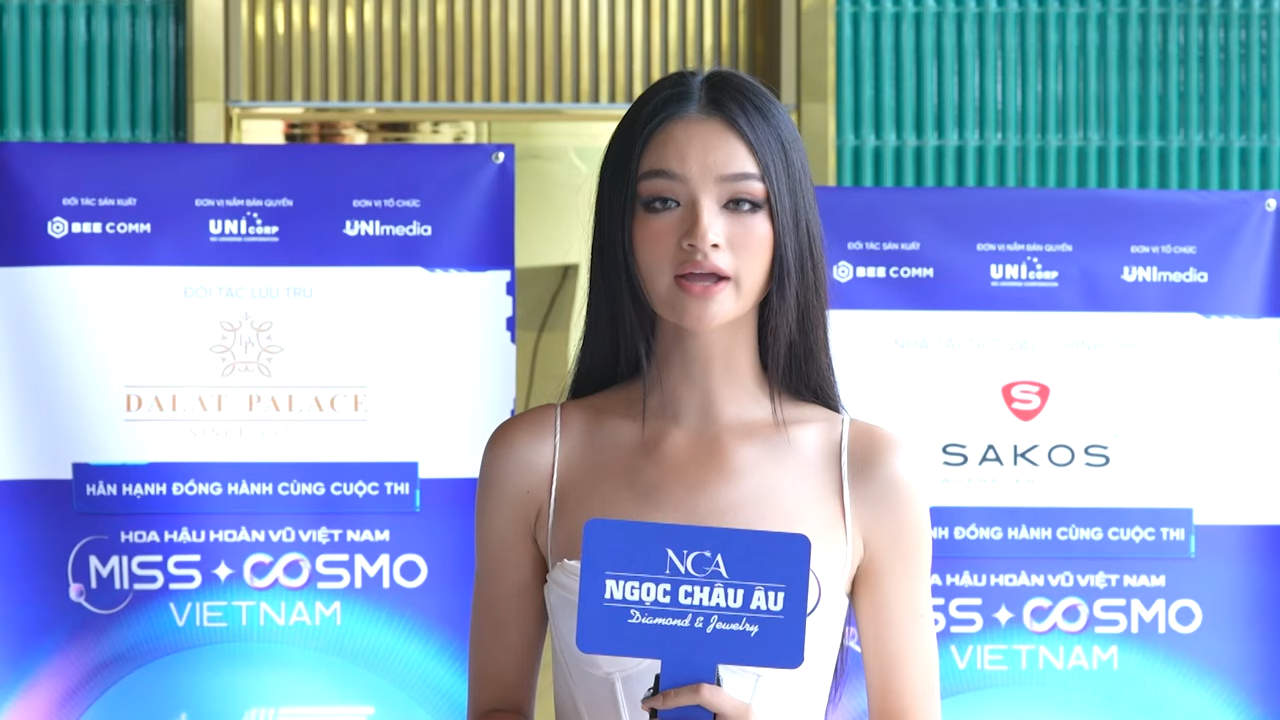 ĐỐI TÁC SẢN XUẤT
BEE COMM
ĐƠN VỊ NẮM BẢN QUYỀN
UNICORP
ĐƠN VỊ TỔ CHỨC
UNImedia
ĐỐI TÁC LƯU TRÚ
DALAT PALACE
HÂN HẠNH ĐỒNG HÀNH CÙNG CUỘC THI
HOA HẬU HOÀN VŨ VIỆT NAM
MISS COSMO
VIETNAM
NCA
NGỌC CHÂU ÂU
Diamond & Jewelry
ĐỐI TÁC SẢN XUẤT
BEE COMM
ĐƠN VỊ NẮM BẢN QUYỀN
UNICORP
ĐƠN VỊ TỔ CHỨC
UNImedia
S
SAKOS
NH ĐỒNG HÀNH CÙNG CUỘC THI
A HẬU HOÀN VŨ VIỆT NAM
SS COSMO
VIETNAM